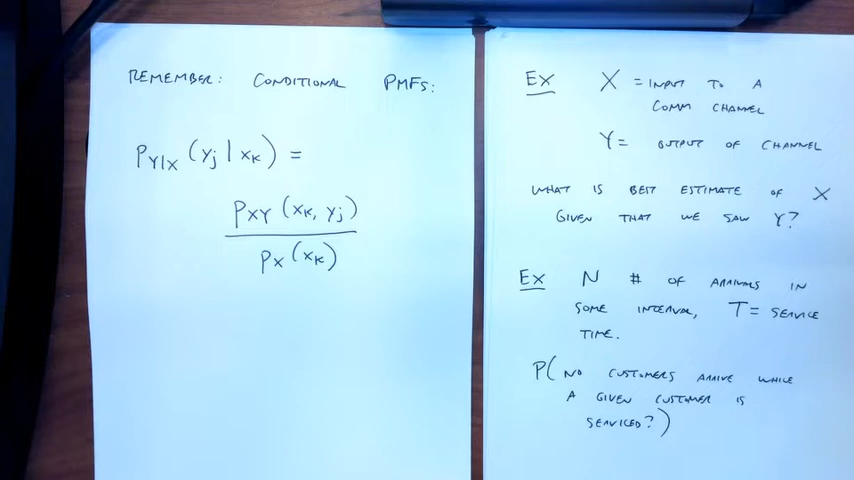 REMEMBER: CONDITIONAL PMFS:
PY|X (yj | xk) =
PXY (xk, yj)
PX (xk)
EX X = INPUT TO A
COMM CHANNEL
Y = OUTPUT OF CHANNEL
WHAT IS BEST ESTIMATE OF X
GIVEN THAT WE SAW Y?
EX N # OF ARRIVALS IN
SOME INTERVAL, T = SERVICE
TIME.
P( NO CUSTOMERS ARRIVE WHILE
A GIVEN CUSTOMER IS
SERVICED? )